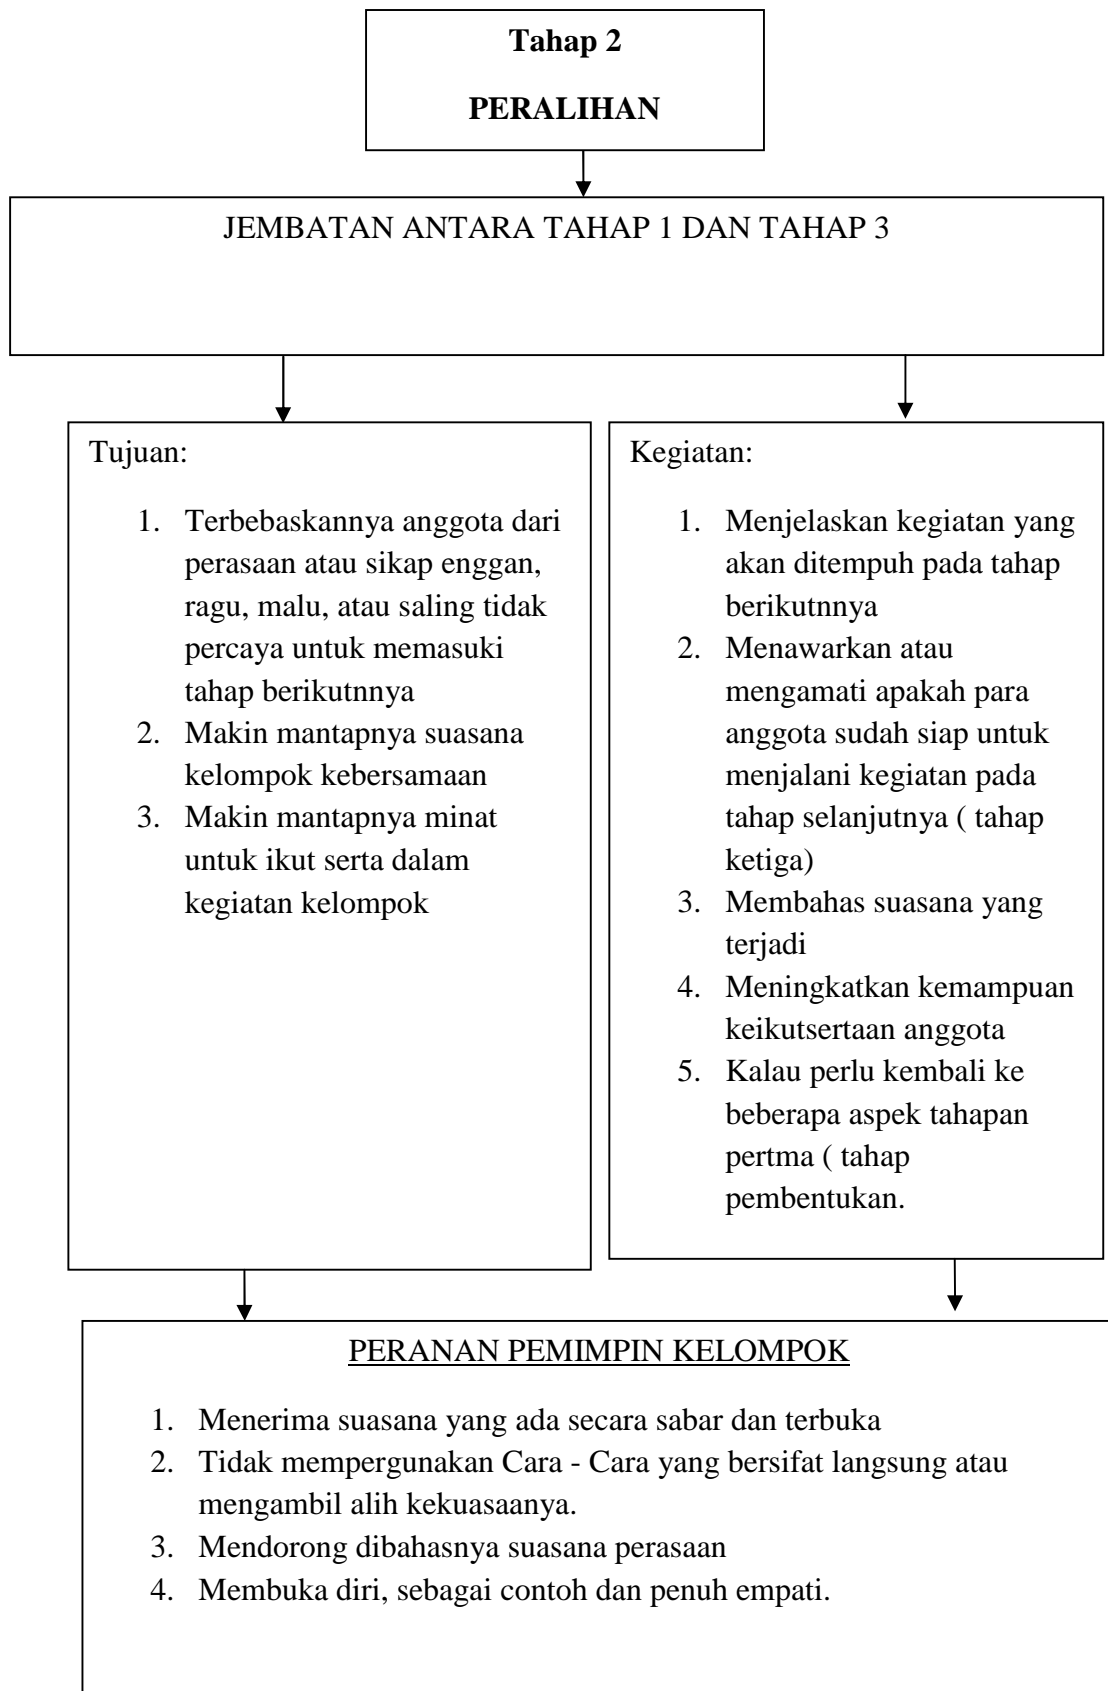 Tahap 2
PERALIHAN
JEMBATAN ANTARA TAHAP 1 DAN TAHAP 3
Tujuan:
1. Terbebaskannya anggota dari
perasaan atau sikap enggan,
ragu, malu, atau saling tidak
percaya untuk memasuki
tahap berikutnnya
2. Makin mantapnya suasana
kelompok kebersamaan
3. Makin mantapnya minat
untuk ikut serta dalam
kegiatan kelompok
Kegiatan:
1. Menjelaskan kegiatan yang
akan ditempuh pada tahap
berikutnnya
2. Menawarkan atau
mengamati apakah para
anggota sudah siap untuk
menjalani kegiatan pada
tahap selanjutnya ( tahap
ketiga)
3. Membahas suasana yang
terjadi
4. Meningkatkan kemampuan
keikutsertaan anggota
5. Kalau perlu kembali ke
beberapa aspek tahapan
pertma ( tahap
pembentukan.
PERANAN PEMIMPIN KELOMPOK
1. Menerima suasana yang ada secara sabar dan terbuka
2. Tidak mempergunakan Cara - Cara yang bersifat langsung atau
mengambil alih kekuasaanya.
3. Mendorong dibahasnya suasana perasaan
4. Membuka diri, sebagai contoh dan penuh empati.